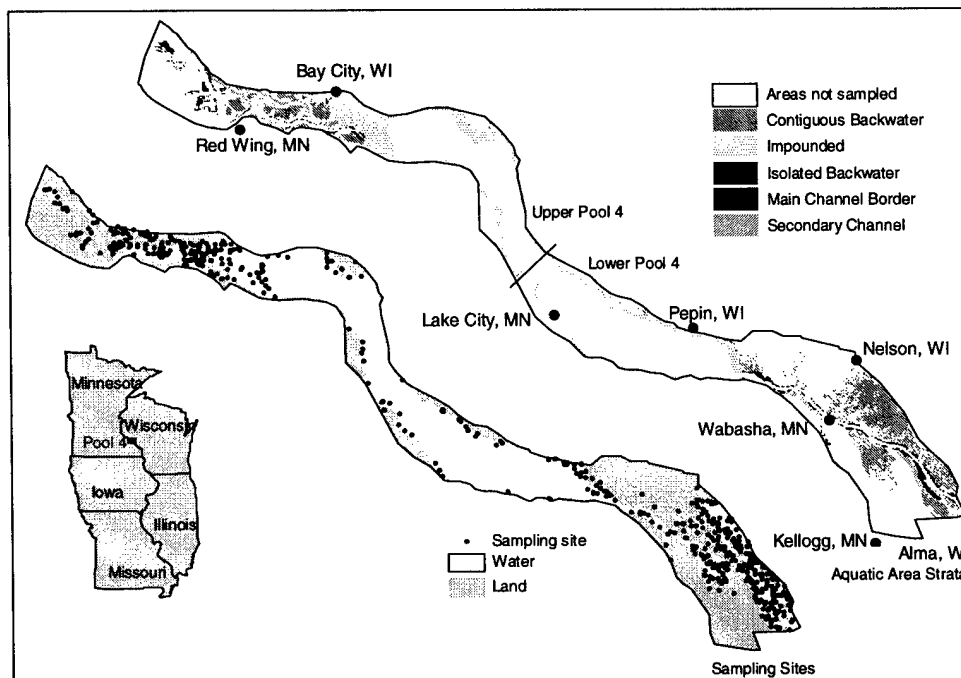 Bay City, WI
Red Wing, MN
Areas not sampled
Contiguous Backwater
Impounded
Isolated Backwater
Main Channel Border
Secondary Channel
Upper Pool 4
Lower Pool 4
Lake City, MN
Pepin, WI
Nelson, WI
Wabasha, MN
Kellogg, MN
Alma, W
Aquatic Area Strata
Minnesota
Wisconsin
Pool 4
Iowa
Illinois
Missouri
Sampling site
Water
Land
Sampling Sites